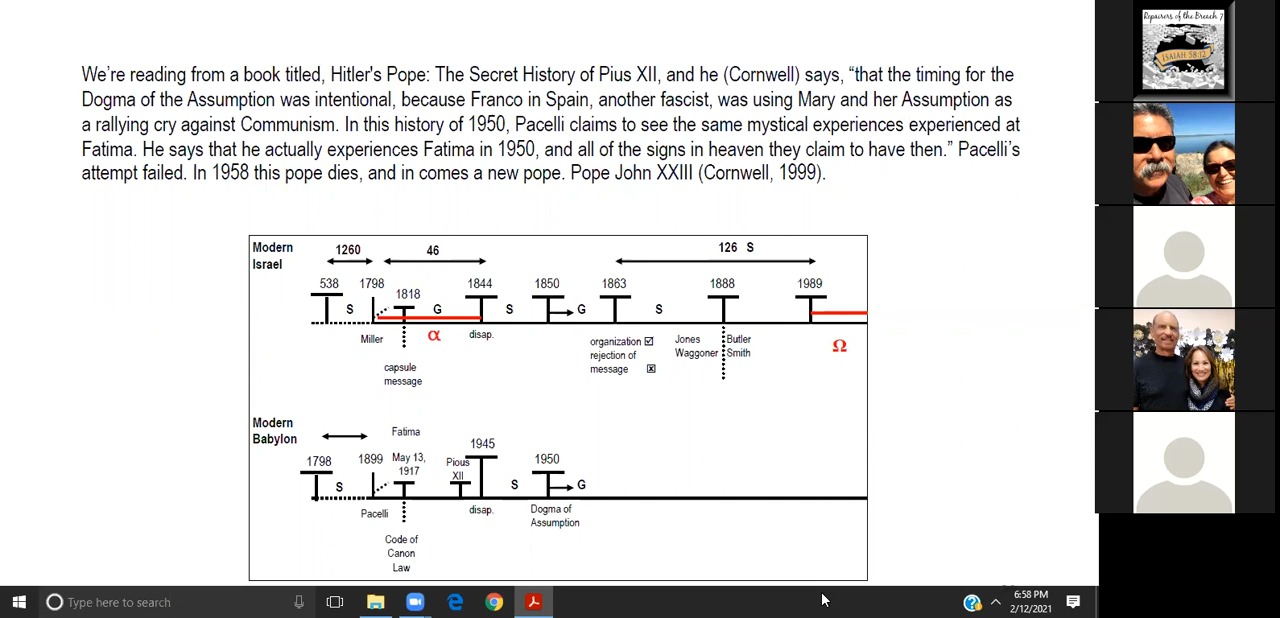 We're reading from a book titled, Hitler's Pope: The Secret History of Pius XII, and he (Cornwell) says, “that the timing for the
Dogma of the Assumption was intentional, because Franco in Spain, another fascist, was using Mary and her Assumption as
a rallying cry against Communism. In this history of 1950, Pacelli claims to see the same mystical experiences experienced at
Fatima. He says that he actually experiences Fatima in 1950, and all of the signs in heaven they claim to have then.” Pacelli's
attempt failed. In 1958 this pope dies, and in comes a new pope. Pope John XXIII (Cornwell, 1999).
Modern
Israel
1260
46
126 S
538
1798
1818
1844
1850
1863
1888
1989
S
G
S
G
S
α
Ω
Miller
disap.
capsule
message
organization ☑
rejection of
message ☒
Jones
Waggoner
Butler
Smith
Modern
Babylon
Fatima
1798
1899
May 13,
1917
Pious
XII
1945
1950
S
S
G
Pacelli
disap.
Dogma of
Assumption
Code of
Canon
Law
Repairers of the Breach 7
ISAIAH 58:12
Type here to search
6:58 PM
2/12/2021